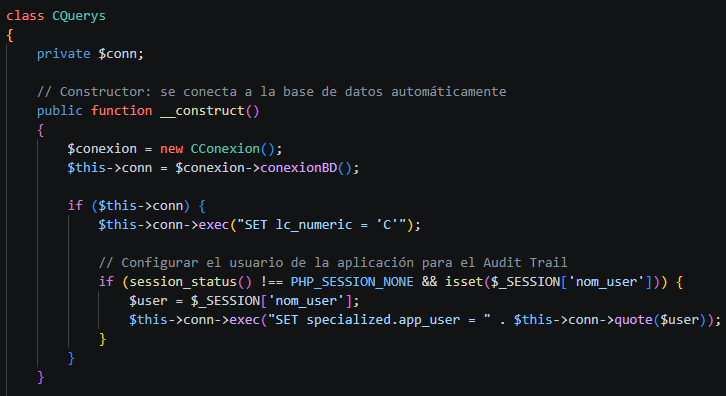 class CQuerys
{
    private $conn;

    // Constructor: se conecta a la base de datos automáticamente
    public function __construct()
    {
        $conexion = new CConexion();
        $this->conn = $conexion->conexionBD();

        if ($this->conn) {
            $this->conn->exec("SET lc_numeric = 'C'");

            // Configurar el usuario de la aplicación para el Audit Trail
            if (session_status() !== PHP_SESSION_NONE && isset($_SESSION['nom_user'])) {
                $user = $_SESSION['nom_user'];
                $this->conn->exec("SET specialized.app_user = " . $this->conn->quote($user));
            }
        }
    }